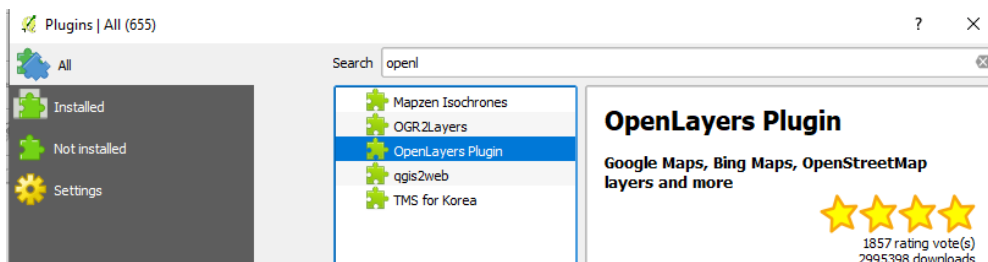 Plugins | All (655)
?
All
Search openl
Installed
Not installed
Settings
Mapzen Isochrones
OGR2Layers
OpenLayers Plugin
qgis2web
TMS for Korea
OpenLayers Plugin
Google Maps, Bing Maps, OpenStreetMap
layers and more
1857 rating vote(s)
2995398 downloads